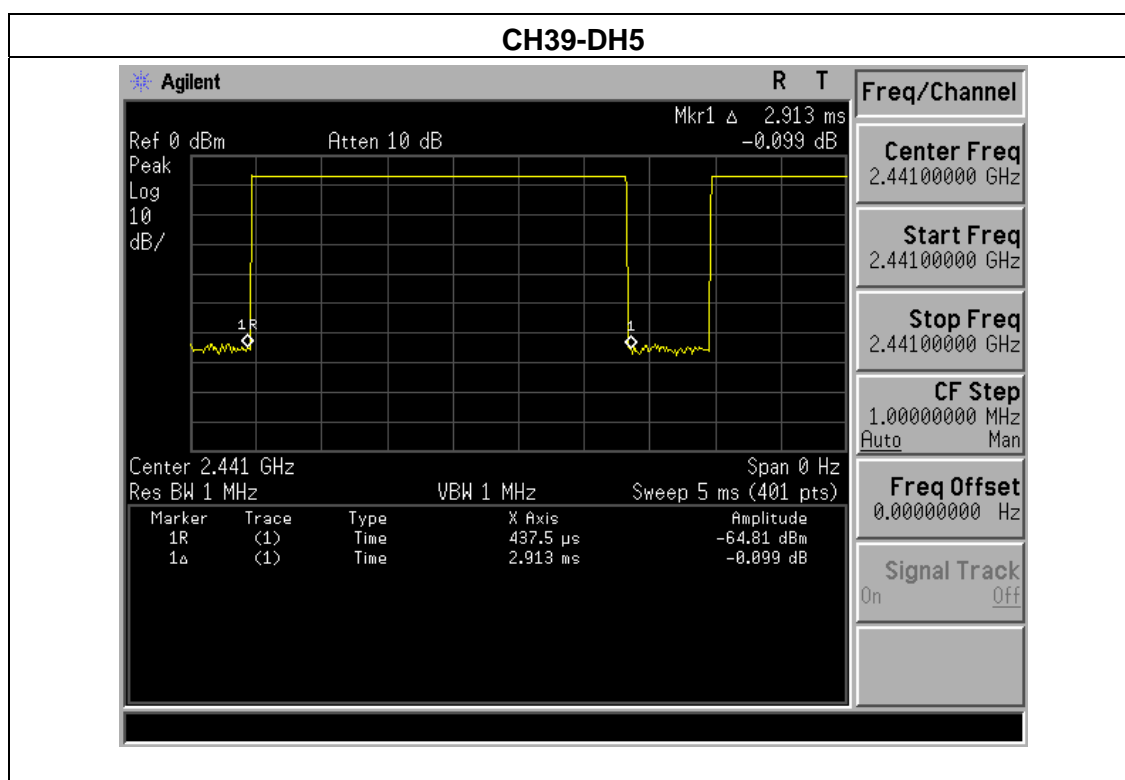 CH39-DH5
Agilent
R T
Mkr1 Δ 2.913 ms
Ref 0 dBm Atten 10 dB -0.099 dB
Peak
Log
10
dB/
1R
1
Center 2.441 GHz Span 0 Hz
Res BW 1 MHz VBW 1 MHz Sweep 5 ms (401 pts)
Marker Trace Type X Axis Amplitude
1R (1) Time 437.5 µs -64.81 dBm
1Δ (1) Time 2.913 ms -0.099 dB
Freq/Channel
Center Freq
2.44100000 GHz
Start Freq
2.44100000 GHz
Stop Freq
2.44100000 GHz
CF Step
1.00000000 MHz
Auto Man
Freq Offset
0.00000000 Hz
Signal Track
On Off